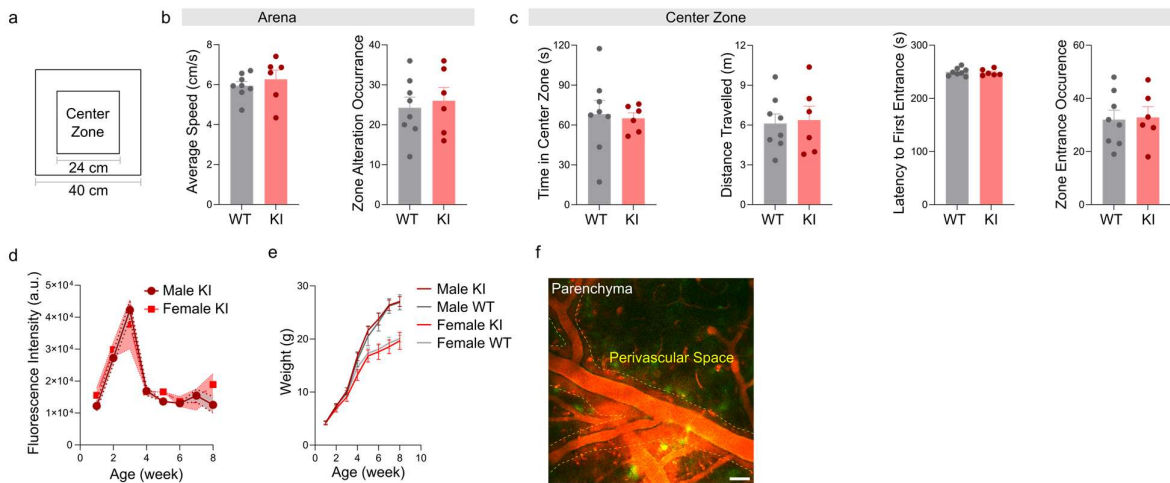 a
Center
Zone
24 cm
40 cm
b
Arena
Average Speed (cm/s)
8
6
4
2
0
WT
KI
Zone Alteration Occurrance
40
30
20
10
0
WT
KI
c
Center Zone
Time in Center Zone (s)
120
90
60
30
0
WT
KI
Distance Travelled (m)
12
9
6
3
0
WT
KI
Latency to First Entrance (s)
300
200
100
0
WT
KI
Zone Entrance Occurence
60
40
20
0
WT
KI
d
Fluorescence Intensity (a.u.)
5×10⁴
4×10⁴
3×10⁴
2×10⁴
1×10⁴
0
0
2
4
6
8
Age (week)
Male KI
Female KI
e
Weight (g)
30
20
10
0
0
2
4
6
8
10
Age (week)
Male KI
Male WT
Female KI
Female WT
f
Parenchyma
Perivascular Space